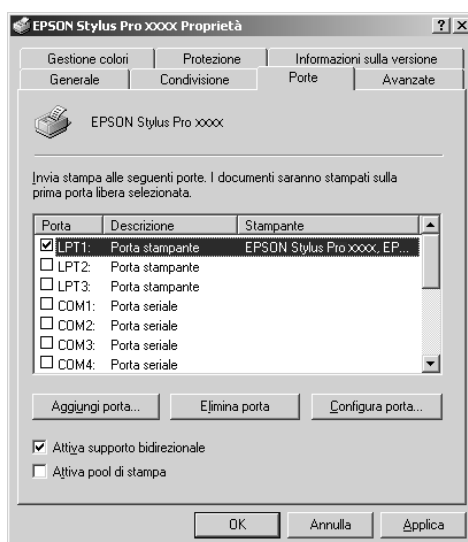 EPSON Stylus Pro XXXX Proprietà
Gestione colori Protezione Informazioni sulla versione
Generale Condivisione Porte Avanzate
EPSON Stylus Pro xxxx
Invia stampa alle seguenti porte. I documenti saranno stampati sulla
prima porta libera selezionata.
Porta Descrizione Stampante
LPT1: Porta stampante EPSON Stylus Pro xxxx, EP...
LPT2: Porta stampante
LPT3: Porta stampante
COM1: Porta seriale
COM2: Porta seriale
COM3: Porta seriale
COM4: Porta seriale
Aggiungi porta... Elimina porta Configura porta...
Attiva supporto bidirezionale
Attiva pool di stampa
OK Annulla Applica